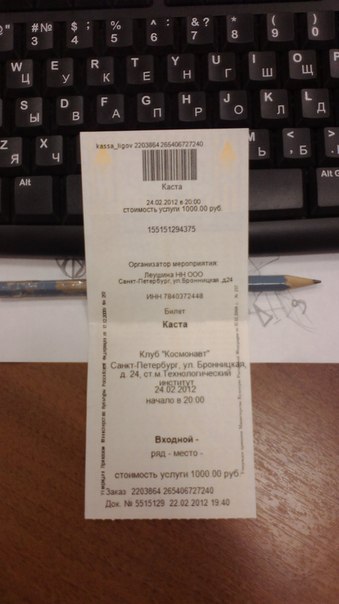 kassa_ligov 2203864 265406727240
Каста
24.02.2012 в 20:00
стоимость услуги 1000.00 руб
155151294375
Организатор мероприятия:
Леурина НН ООО
Санкт-Петербург, ул.Бронницкая, д24
ИНН 7840372448
Билет
Каста
Клуб "Космонавт"
Санкт-Петербург, ул. Бронницкая,
д. 24, ст.м.Технологический
институт
24.02.2012
начало в 20:00
Входной -
ряд - место -
стоимость услуги 1000.00 руб
Заказ 2203864 265406727240
Док. № 5515129 22.02.2012 19:40